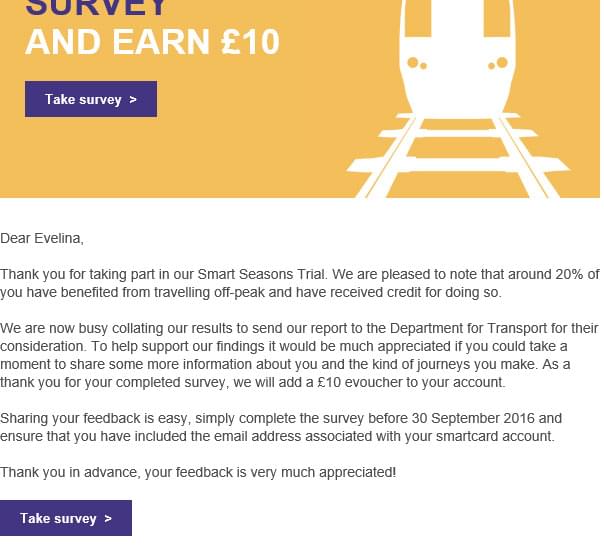 SURVEY
AND EARN £10
Take survey >
Dear Evelina,
Thank you for taking part in our Smart Seasons Trial. We are pleased to note that around 20% of
you have benefited from travelling off-peak and have received credit for doing so.
We are now busy collating our results to send our report to the Department for Transport for their
consideration. To help support our findings it would be much appreciated if you could take a
moment to share some more information about you and the kind of journeys you make. As a
thank you for your completed survey, we will add a £10 evoucher to your account.
Sharing your feedback is easy, simply complete the survey before 30 September 2016 and
ensure that you have included the email address associated with your smartcard account.
Thank you in advance, your feedback is very much appreciated!
Take survey >